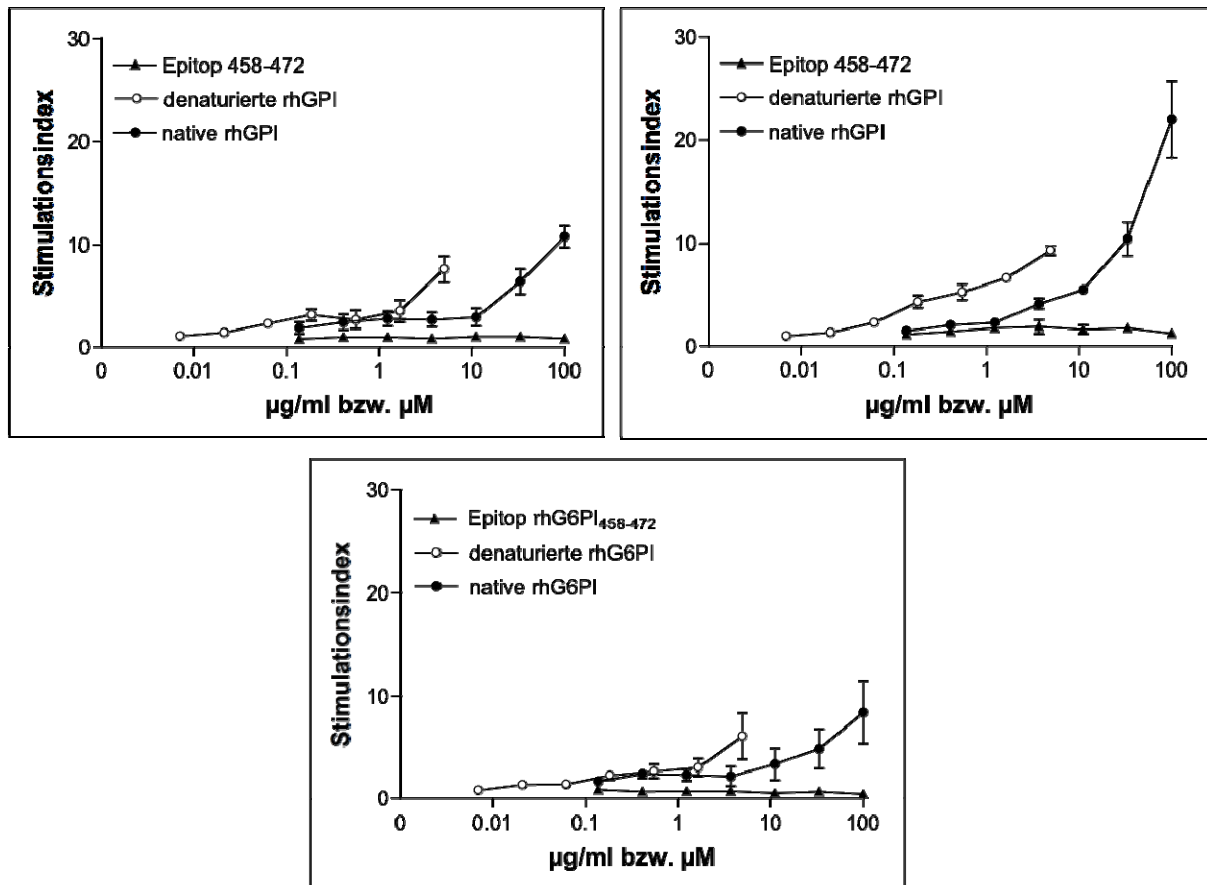 30
20
10
0
Stimulationsindex
Epitop 458-472
denaturierte rhGPI
native rhGPI
0 0.01 0.1 1 10 100
µg/ml bzw. µM
30
20
10
0
Stimulationsindex
Epitop 458-472
denaturierte rhGPI
native rhGPI
0 0.01 0.1 1 10 100
µg/ml bzw. µM
30
20
10
0
Stimulationsindex
Epitop rhG6PI458-472
denaturierte rhG6PI
native rhG6PI
0 0.01 0.1 1 10 100
µg/ml bzw. µM